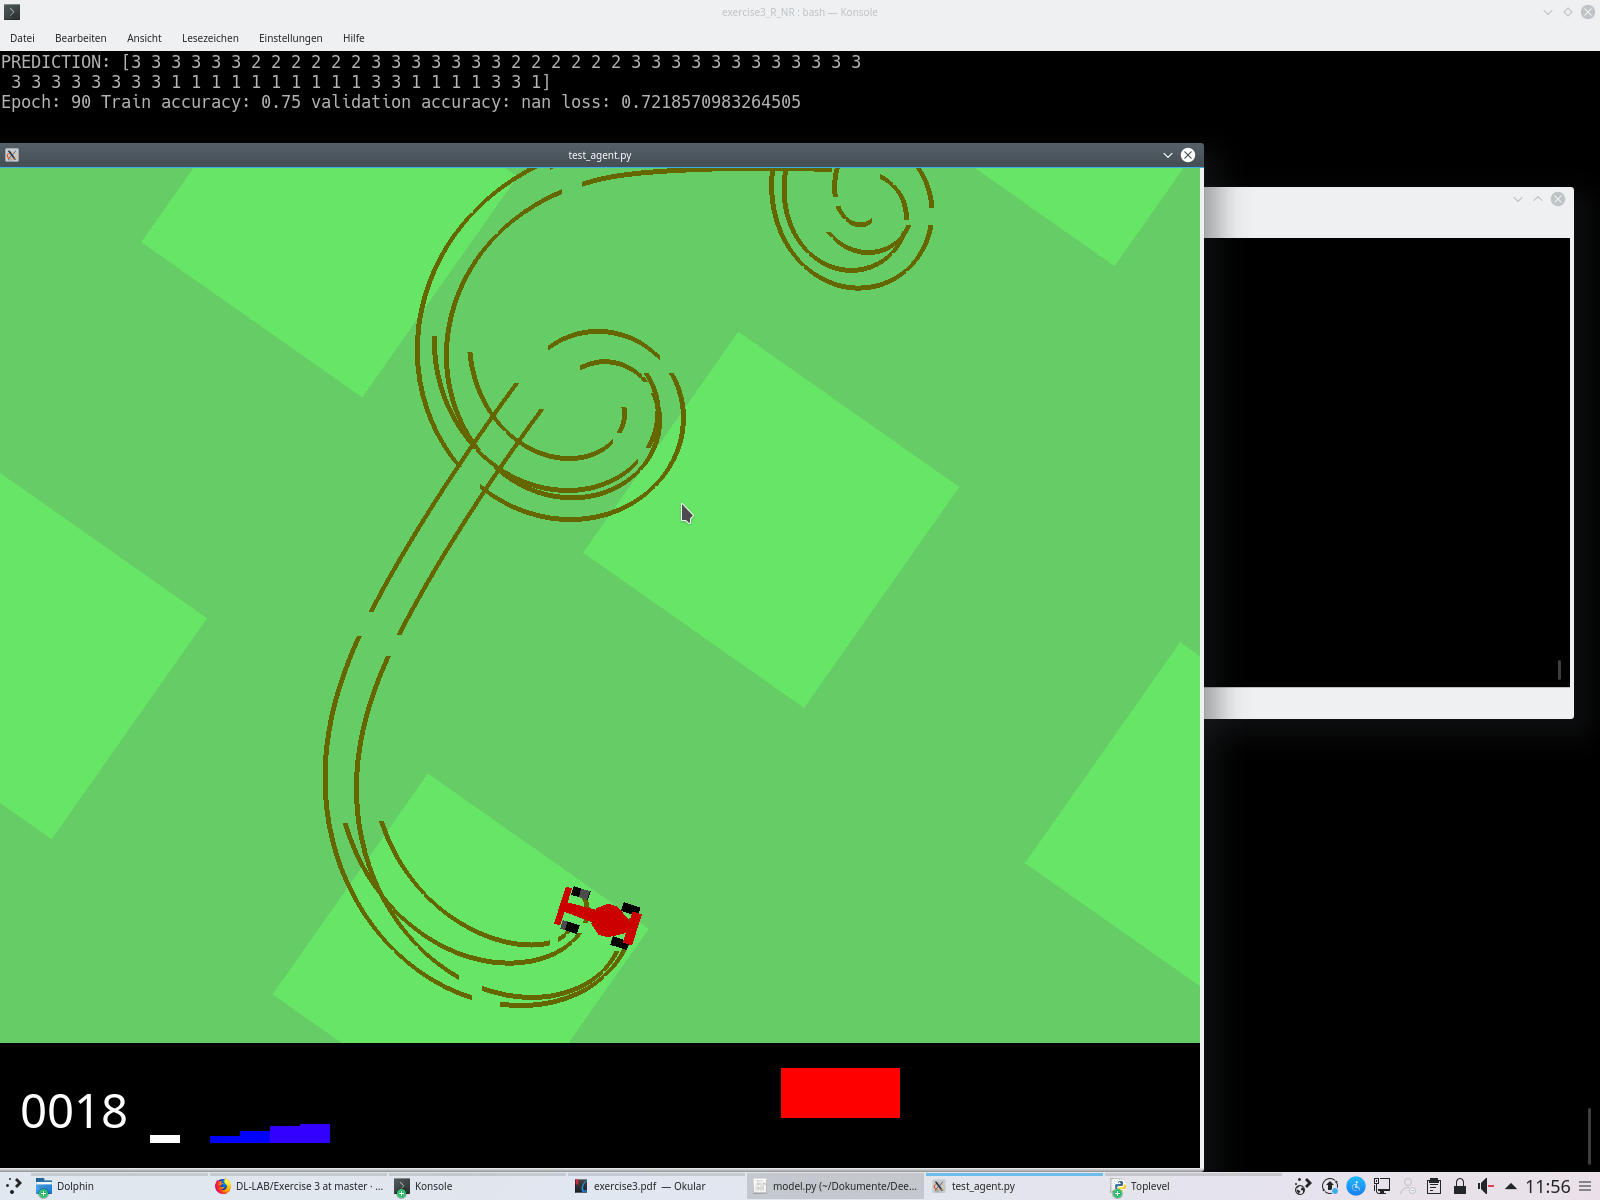 exercise3_R_NR : bash — Konsole
Datei Bearbeiten Ansicht Lesezeichen Einstellungen Hilfe
PREDICTION: [3 3 3 3 3 3 2 2 2 2 2 2 3 3 3 3 3 3 3 2 2 2 2 2 2 3 3 3 3 3 3 3 3 3 3 3 3
3 3 3 3 3 3 3 3 1 1 1 1 1 1 1 1 1 1 3 3 1 1 1 1 3 3 1]
Epoch: 90 Train accuracy: 0.75 validation accuracy: nan loss: 0.7218570983264505
test_agent.py
0018
Dolphin DL-LAB/Exercise 3 at master · ... Konsole exercise3.pdf — Okular model.py (~/Dokumente/Dee... test_agent.py Toplevel 11:56